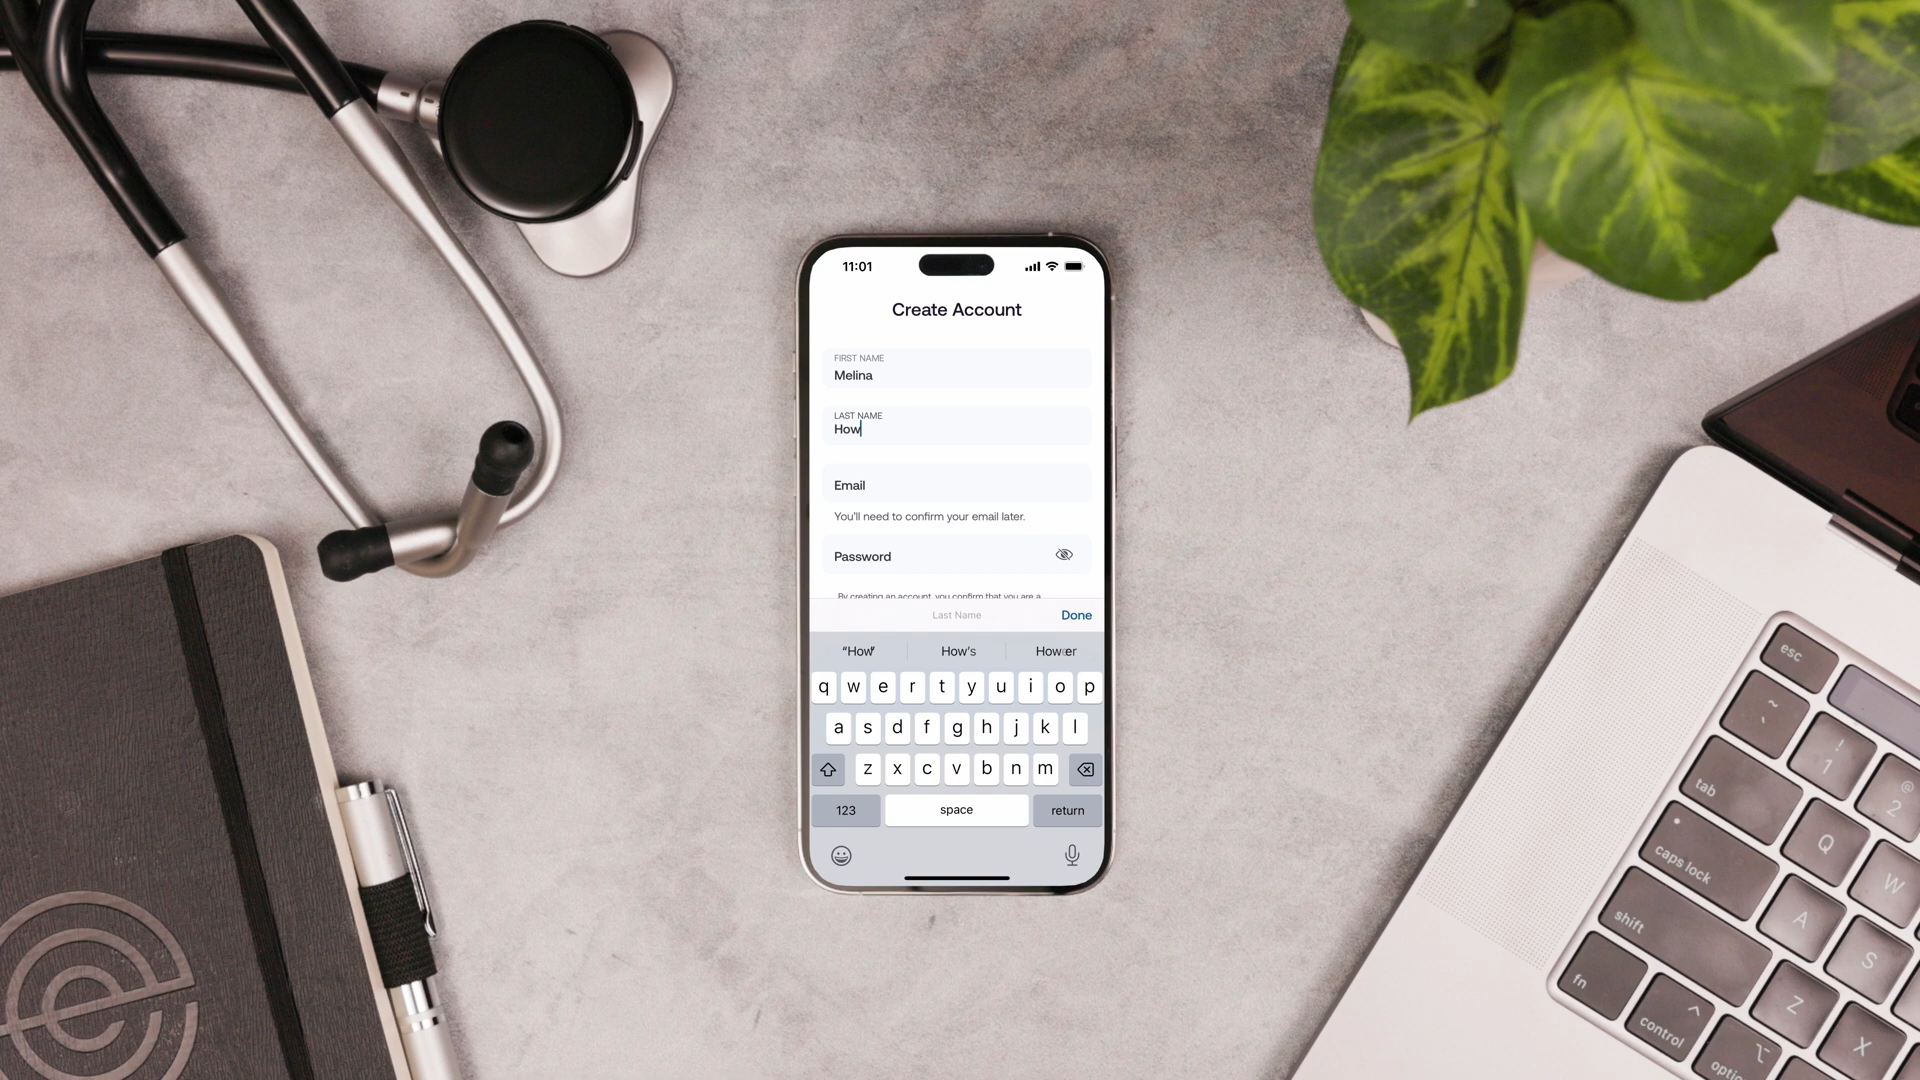 11:01
Create Account
FIRST NAME
Melina
LAST NAME
How
Email
You'll need to confirm your email later.
Password
By creating an account, you confirm that you are a
Last Name
Done
“How”
How's
q w e r t y u i o p
a s d f g h j k l
z x c v b n m
123
space
return
esc
~
`
!
1
@
2
tab
Q
W
caps lock
A
S
shift
Z
X
fn
control